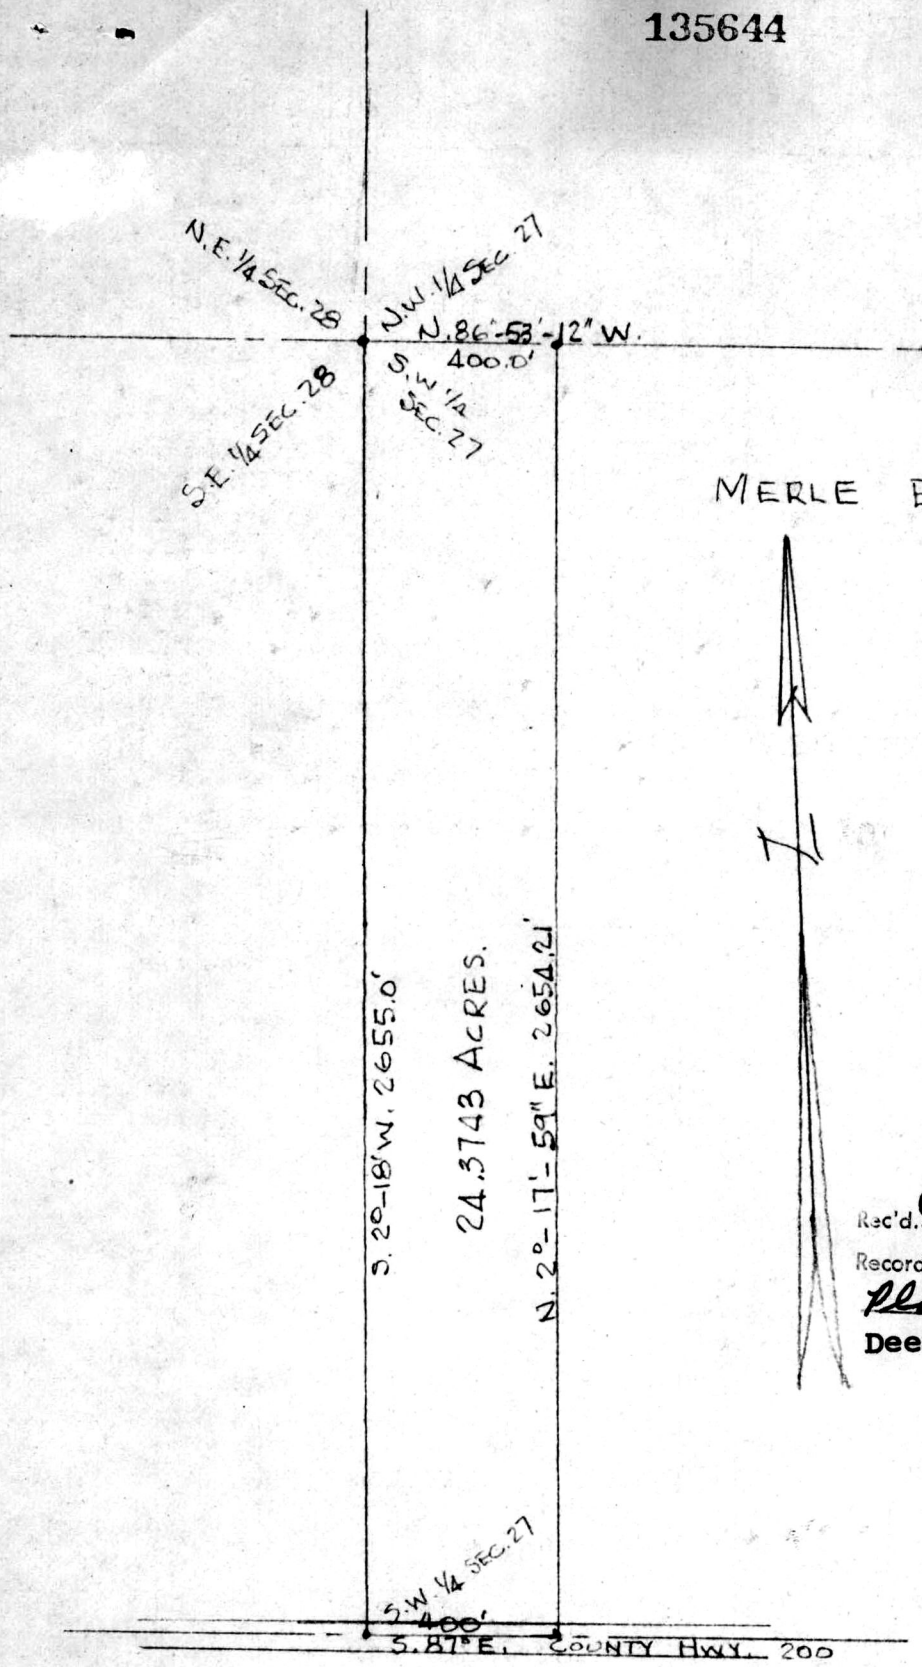 135644
N.E. 1/4 SEC. 28
N.W. 1/4 SEC. 27
N. 86°-53'-12" W.
400.0'
S.W 1/4
SEC. 27
S.E. 1/4 SEC. 28
MERLE
N
S. 2°-18' W. 2655.0'
24.3743 ACRES.
N. 2°-17'-59" E. 2654.21'
Rec'd.
Record
Dee
S.W. 1/4 SEC. 27
400'
S. 87° E. COUNTY HWY. 200